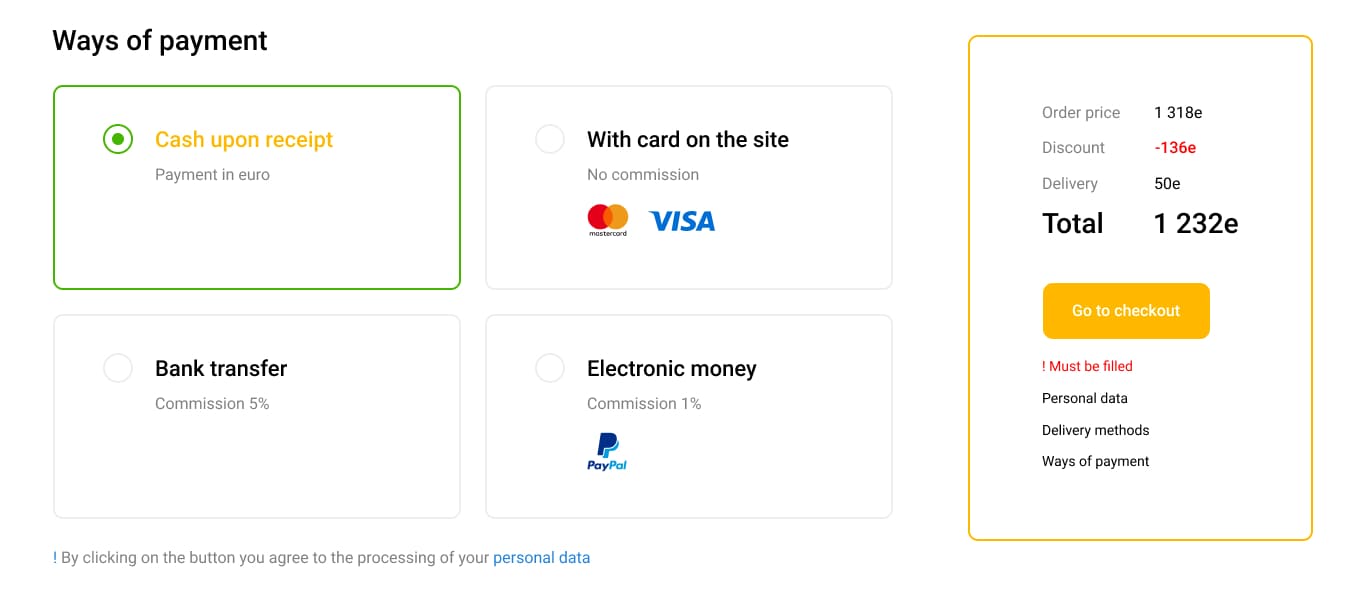 Ways of payment
Cash upon receipt
Payment in euro
With card on the site
No commission
mastercard VISA
Bank transfer
Commission 5%
Electronic money
Commission 1%
PayPal
! By clicking on the button you agree to the processing of your personal data
Order price 1 318e
Discount -136e
Delivery 50e
Total 1 232e
Go to checkout
! Must be filled
Personal data
Delivery methods
Ways of payment